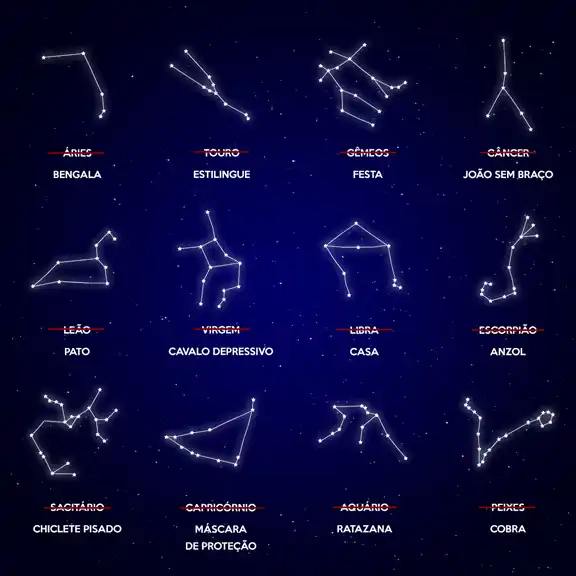 ÁRIES
BENGALA
TOURO
ESTILINGUE
GÊMEOS
FESTA
CÂNCER
JOÃO SEM BRAÇO
LEÃO
PATO
VIRGEM
CAVALO DEPRESSIVO
LIBRA
CASA
ESCORPIÃO
ANZOL
SAGITÁRIO
CHICLETE PISADO
CAPRICÓRNIO
MÁSCARA
DE PROTEÇÃO
AQUÁRIO
RATAZANA
PEIXES
COBRA